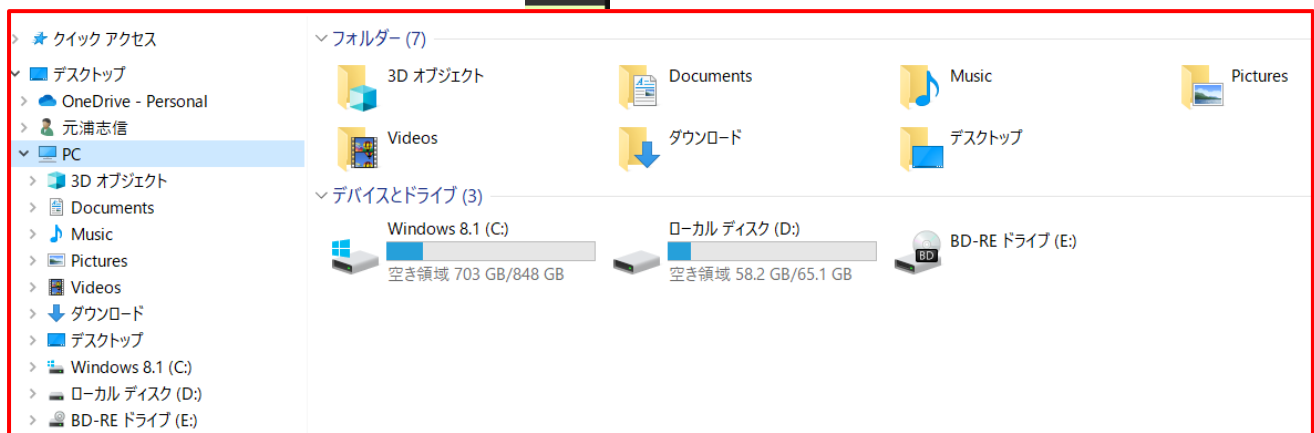 クイック アクセス
デスクトップ
OneDrive - Personal
元浦志信
PC
3D オブジェクト
Documents
Music
Pictures
Videos
ダウンロード
デスクトップ
Windows 8.1 (C:)
ローカル ディスク (D:)
BD-RE ドライブ (E:)
フォルダー (7)
3D オブジェクト
Documents
Music
Pictures
Videos
ダウンロード
デスクトップ
デバイスとドライブ (3)
Windows 8.1 (C:)
空き領域 703 GB/848 GB
ローカル ディスク (D:)
空き領域 58.2 GB/65.1 GB
BD-RE ドライブ (E:)
BD